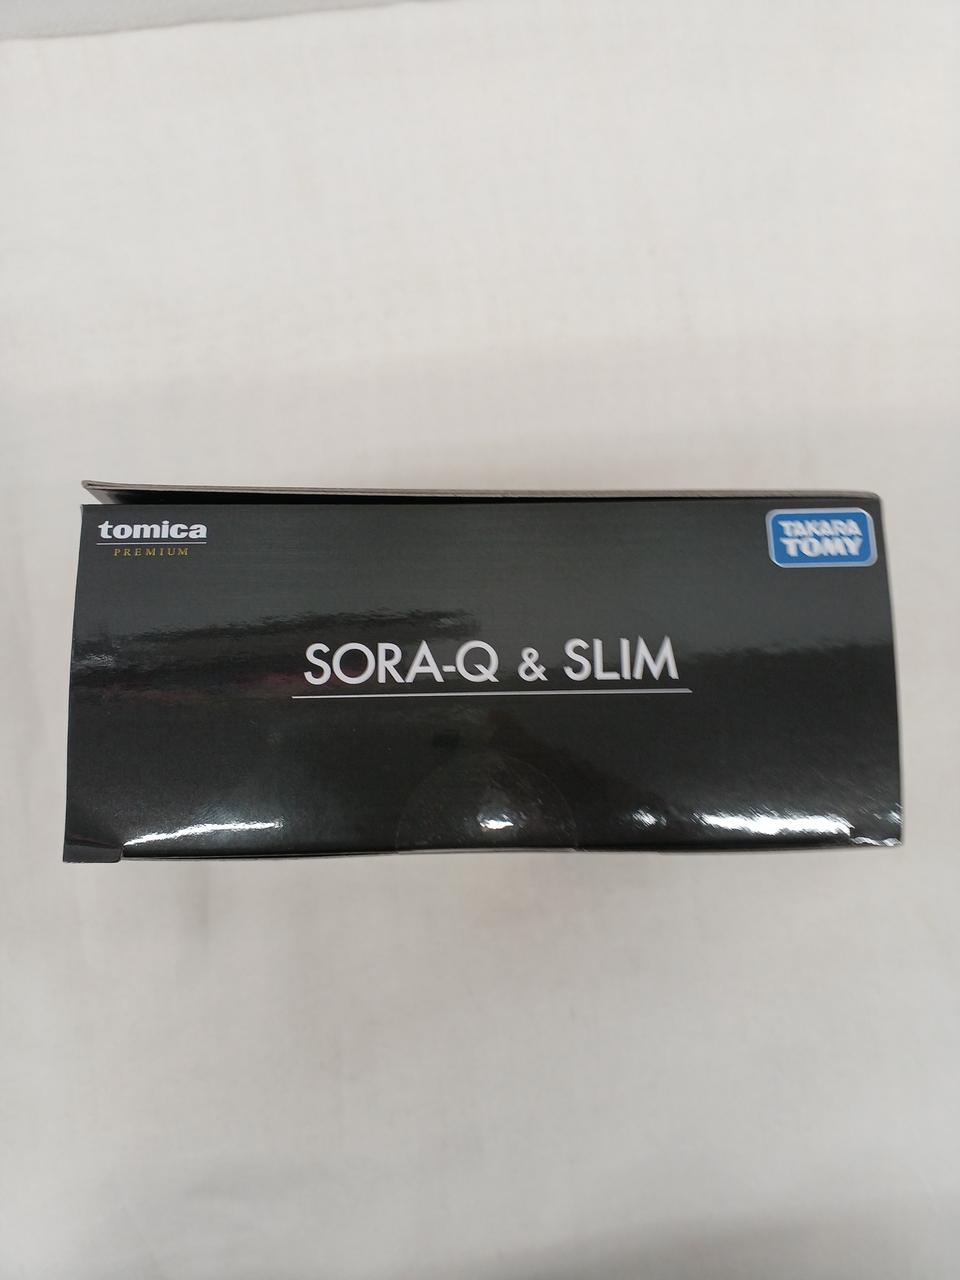 tomica
PREMIUM
TAKARA
TOMY
SORA-Q & SLIM